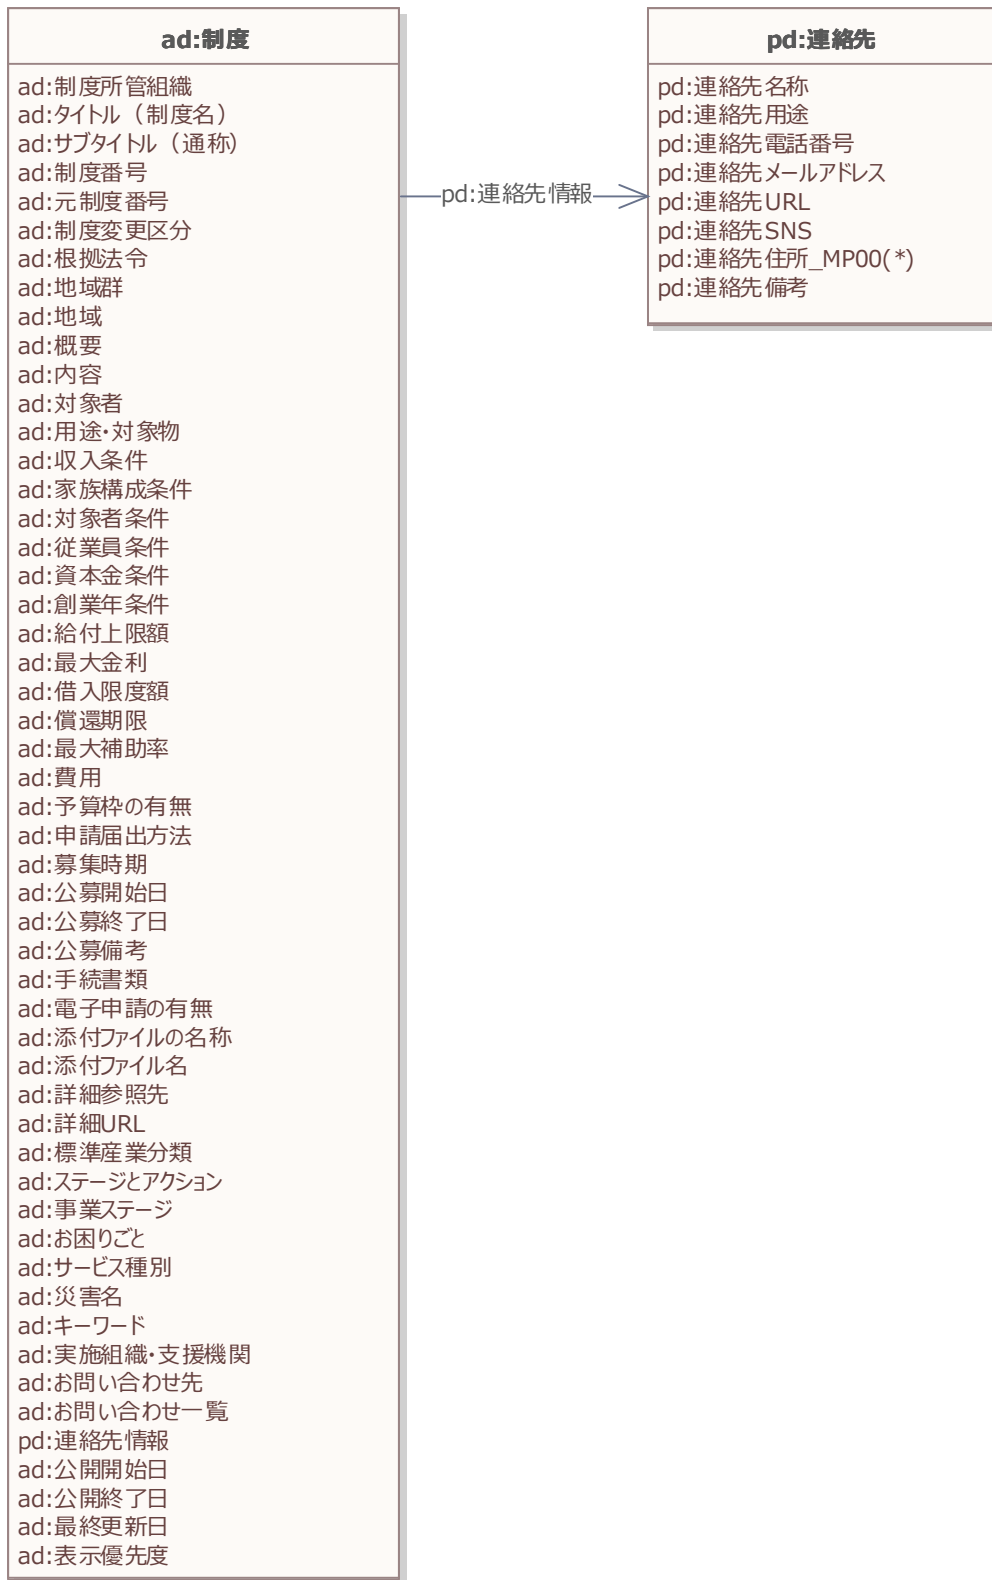 ad:制度
ad:制度所管組織
ad:タイトル（制度名）
ad:サブタイトル（通称）
ad:制度番号
ad:元制度番号
ad:制度変更区分
ad:根拠法令
ad:地域群
ad:地域
ad:概要
ad:内容
ad:対象者
ad:用途・対象物
ad:収入条件
ad:家族構成条件
ad:対象者条件
ad:従業員条件
ad:資本金条件
ad:創業年条件
ad:給付上限額
ad:最大金利
ad:借入限度額
ad:償還期限
ad:最大補助率
ad:費用
ad:予算枠の有無
ad:申請届出方法
ad:募集時期
ad:公募開始日
ad:公募終了日
ad:公募備考
ad:手続書類
ad:電子申請の有無
ad:添付ファイルの名称
ad:添付ファイル名
ad:詳細参照先
ad:詳細URL
ad:標準産業分類
ad:ステージとアクション
ad:事業ステージ
ad:お困りごと
ad:サービス種別
ad:災害名
ad:キーワード
ad:実施組織・支援機関
ad:お問い合わせ先
ad:お問い合わせ一覧
pd:連絡先情報
ad:公開開始日
ad:公開終了日
ad:最終更新日
ad:表示優先度
pd:連絡先情報
pd:連絡先
pd:連絡先名称
pd:連絡先用途
pd:連絡先電話番号
pd:連絡先メールアドレス
pd:連絡先URL
pd:連絡先SNS
pd:連絡先住所_MP00(*)
pd:連絡先備考